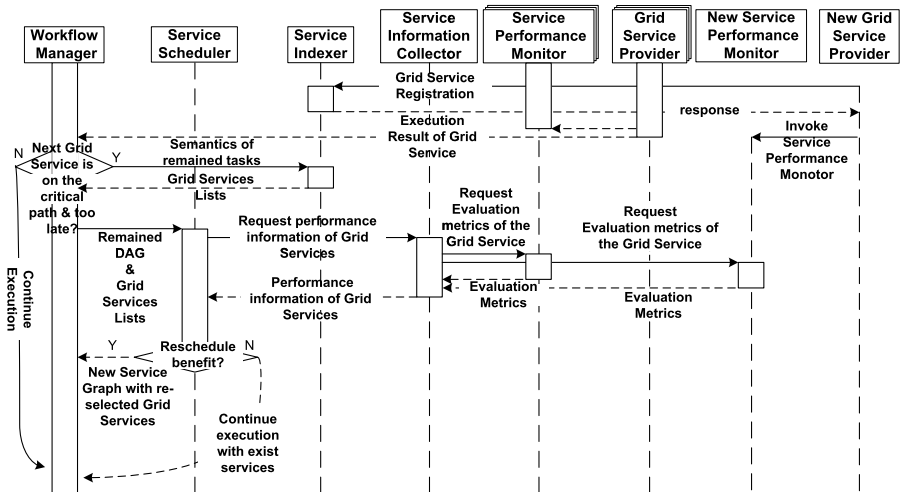 Workflow
Manager
Service
Scheduler
Service
Indexer
Service
Information
Collector
Service
Performance
Monitor
Grid
Service
Provider
New Service
Performance
Monitor
New Grid
Service
Provider
Grid Service
Registration
response
Execution
Result of Grid
Service
Invoke
Service
Performance
Monotor
N
Next Grid
Service is
on the
critical
path & too
late?
Y
Semantics of
remained tasks
Grid Services
Lists
Continue
Execution
Remained
DAG
&
Grid
Services
Lists
Request performance
information of Grid
Services
Performance
information of Grid
Services
Request
Evaluation
metrics of the
Grid Service
Evaluation
Metrics
Request
Evaluation metrics of
the Grid Service
Evaluation
Metrics
Y
Reschedule
benefit?
N
New Service
Graph with re-
selected Grid
Services
Continue
execution
with exist
services